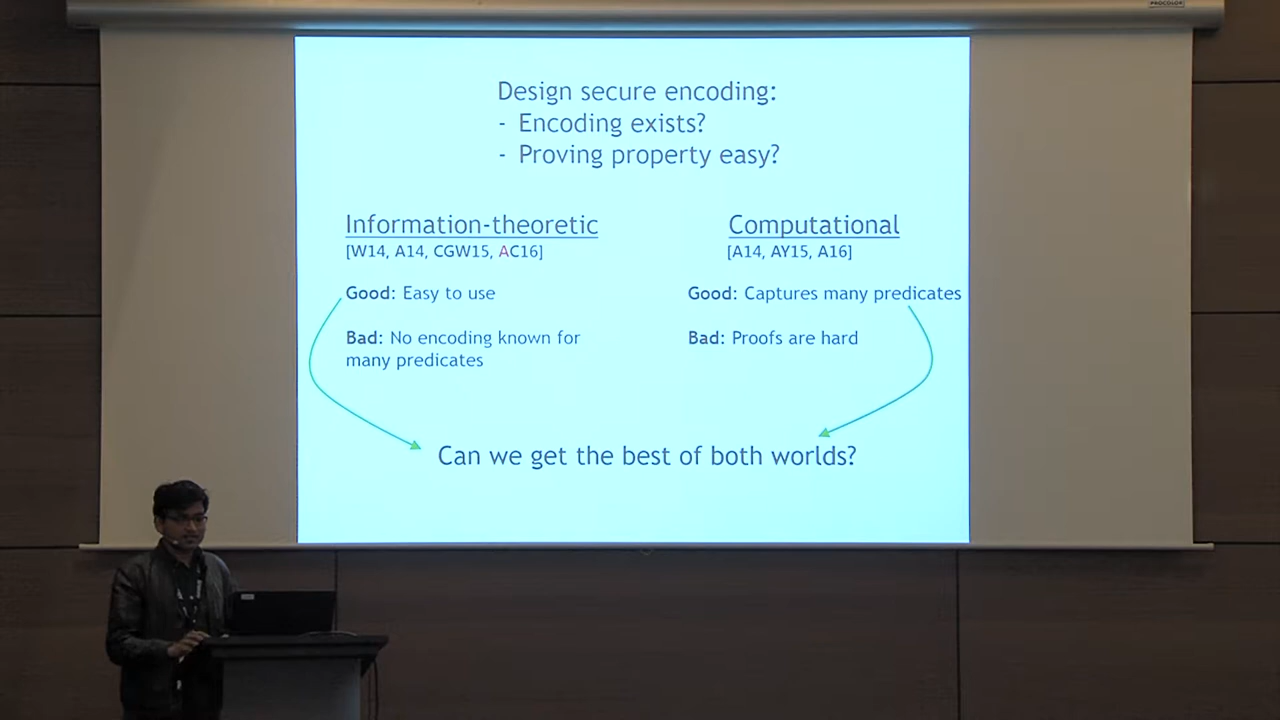 PROCOLOR
Design secure encoding:
- Encoding exists?
- Proving property easy?
Information-theoretic
[W14, A14, CGW15, AC16]
Good: Easy to use
Bad: No encoding known for
many predicates
Computational
[A14, AY15, A16]
Good: Captures many predicates
Bad: Proofs are hard
Can we get the best of both worlds?